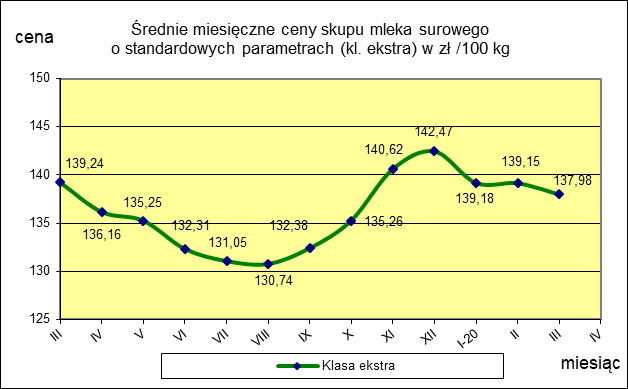 Średnie miesięczne ceny skupu mleka surowego
o standardowych parametrach (kl. ekstra) w zł /100 kg
cena
150
145
140
135
130
125
139,24
136,16
135,25
132,31
131,05
130,74
132,38
135,26
140,62
142,47
139,18
139,15
137,98
III
IV
V
VI
VII
VIII
IX
X
XI
XII
I-20
II
III
IV
miesiąc
Klasa ekstra